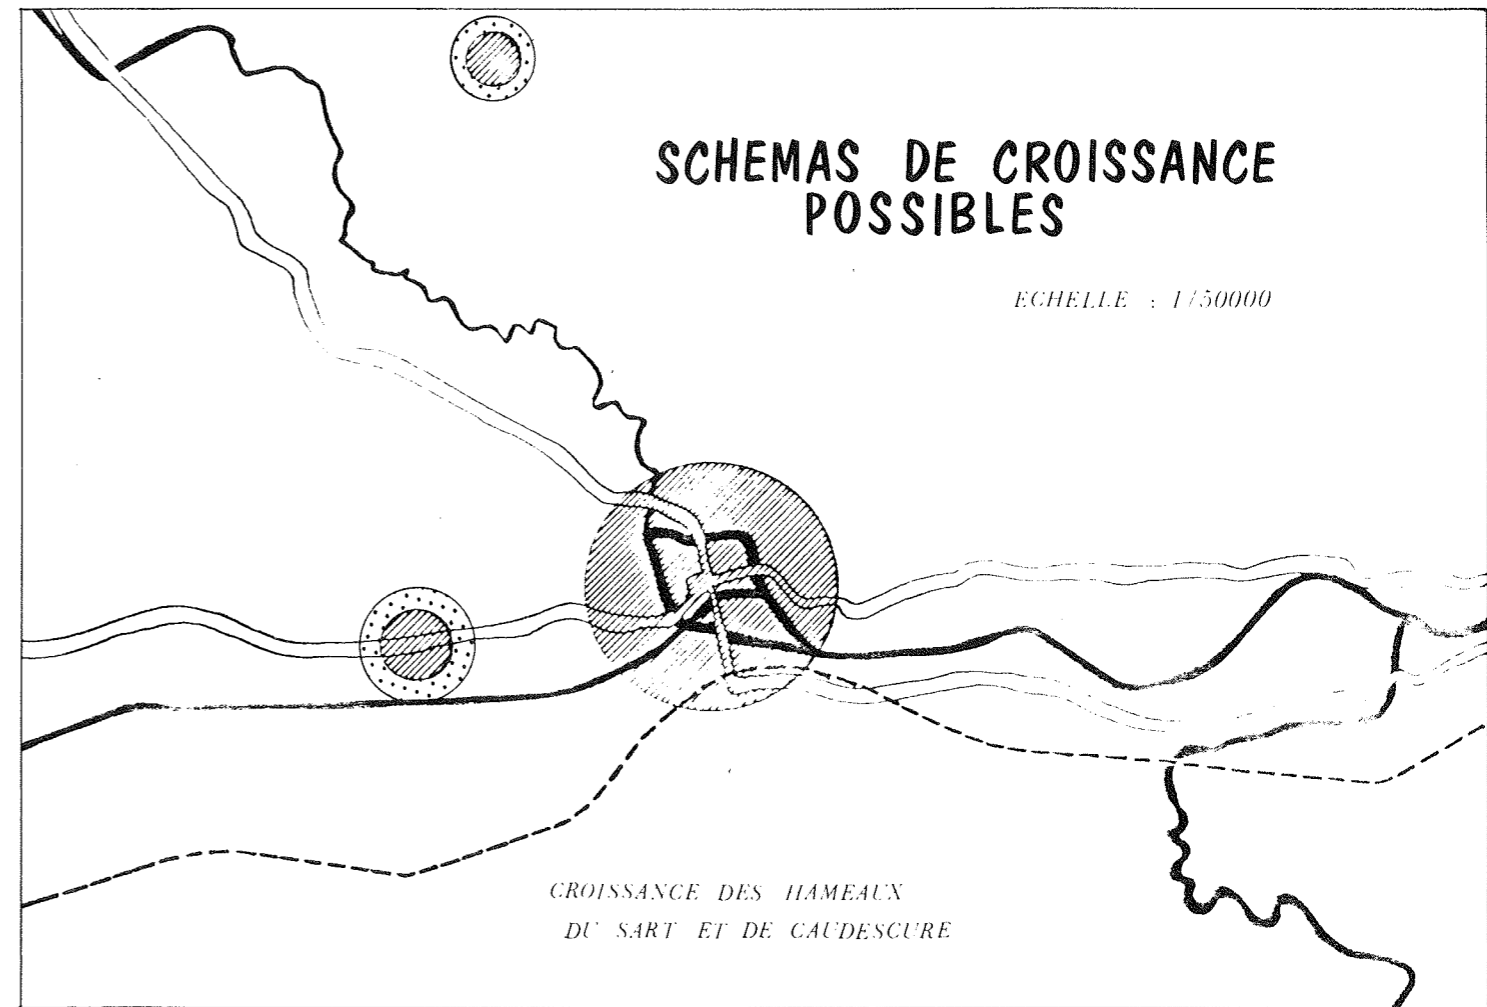 SCHEMAS DE CROISSANCE
POSSIBLES
ECHELLE : 1/50000
CROISSANCE DES HAMEAUX
DU SART ET DE CAUDESCURE